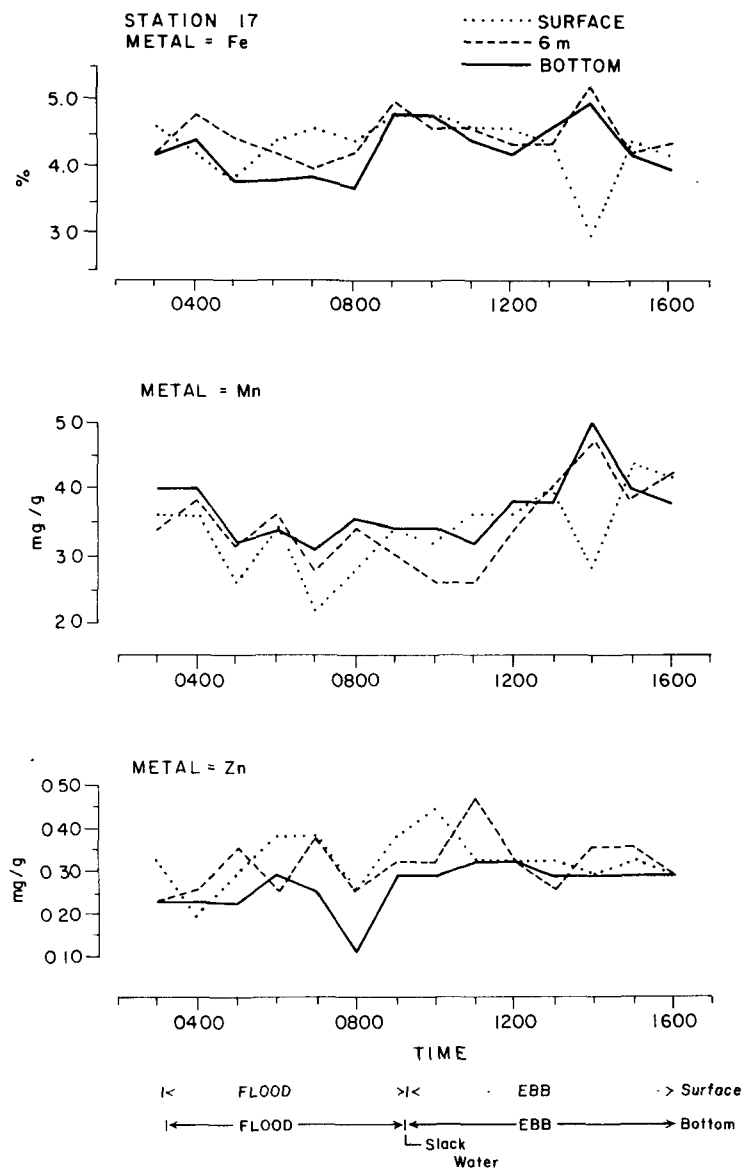 STATION 17
METAL = Fe
SURFACE
6 m
BOTTOM
5.0
4.0
3.0
%
0400 0800 1200 1600
METAL = Mn
5.0
4.0
3.0
2.0
mg/g
0400 0800 1200 1600
METAL = Zn
0.50
0.40
0.30
0.20
0.10
mg/g
0400 0800 1200 1600
TIME
FLOOD EBB Surface
FLOOD EBB Bottom
Slack
Water